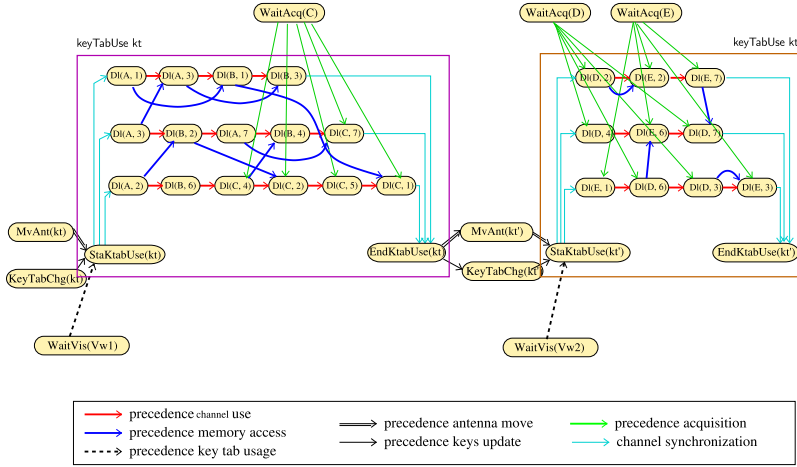 WaitAcq(C) WaitAcq(D) WaitAcq(E)
keyTabUse kt keyTabUse kt
Dl(A, 1) Dl(A, 3) Dl(B, 1) Dl(B, 3) Dl(D, 2) Dl(E, 2) Dl(E, 7)
Dl(A, 3) Dl(B, 2) Dl(A, 7 Dl(B, 4) Dl(C, 7) Dl(D, 4) Dl(E, 6) Dl(D, 7)
Dl(A, 2) Dl(B, 6) Dl(C, 4) Dl(C, 2) Dl(C, 5) Dl(C, 1) Dl(E, 1) Dl(D, 6) Dl(D, 3) Dl(E, 3)
MvAnt(kt) MvAnt(kt')
StaKtabUse(kt) EndKtabUse(kt) StaKtabUse(kt') EndKtabUse(kt')
KeyTabChg(kt) KeyTabChg(kt')
WaitVis(Vw1) WaitVis(Vw2)
precedence channel use precedence antenna move precedence acquisition
precedence memory access precedence keys update channel synchronization
precedence key tab usage